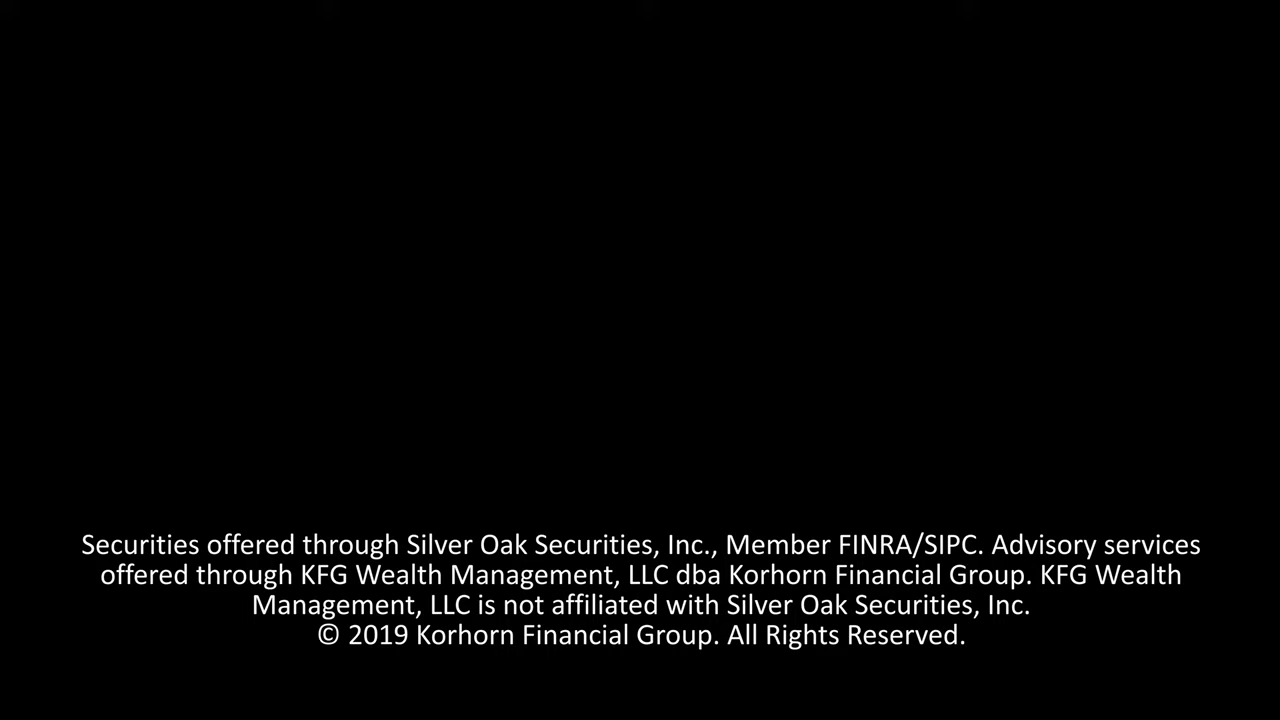 Securities offered through Silver Oak Securities, Inc., Member FINRA/SIPC. Advisory services
offered through KFG Wealth Management, LLC dba Korhorn Financial Group. KFG Wealth
Management, LLC is not affiliated with Silver Oak Securities, Inc.
© 2019 Korhorn Financial Group. All Rights Reserved.